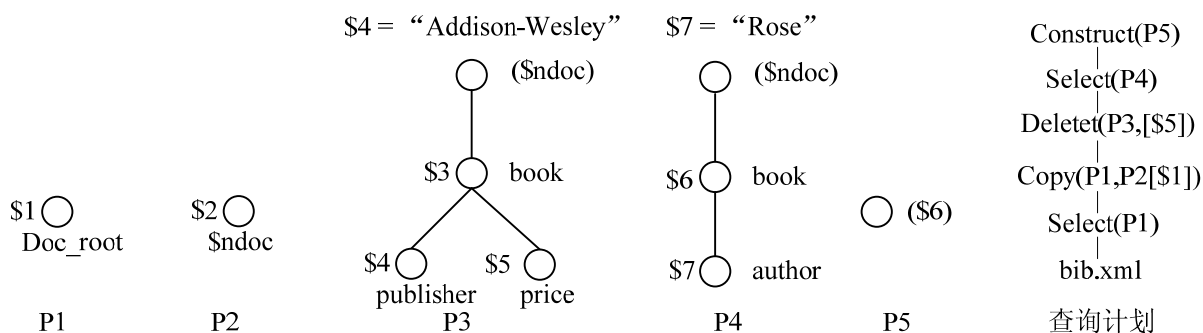 $4 = “Addison-Wesley”
$7 = “Rose”
($ndoc)
($ndoc)
$3
book
$6
book
$1
Doc_root
$2
$ndoc
$4
publisher
$5
price
$7
author
($6)
Construct(P5)
Select(P4)
Deletet(P3,[$5])
Copy(P1,P2[$1])
Select(P1)
bib.xml
P1
P2
P3
P4
P5
查询计划